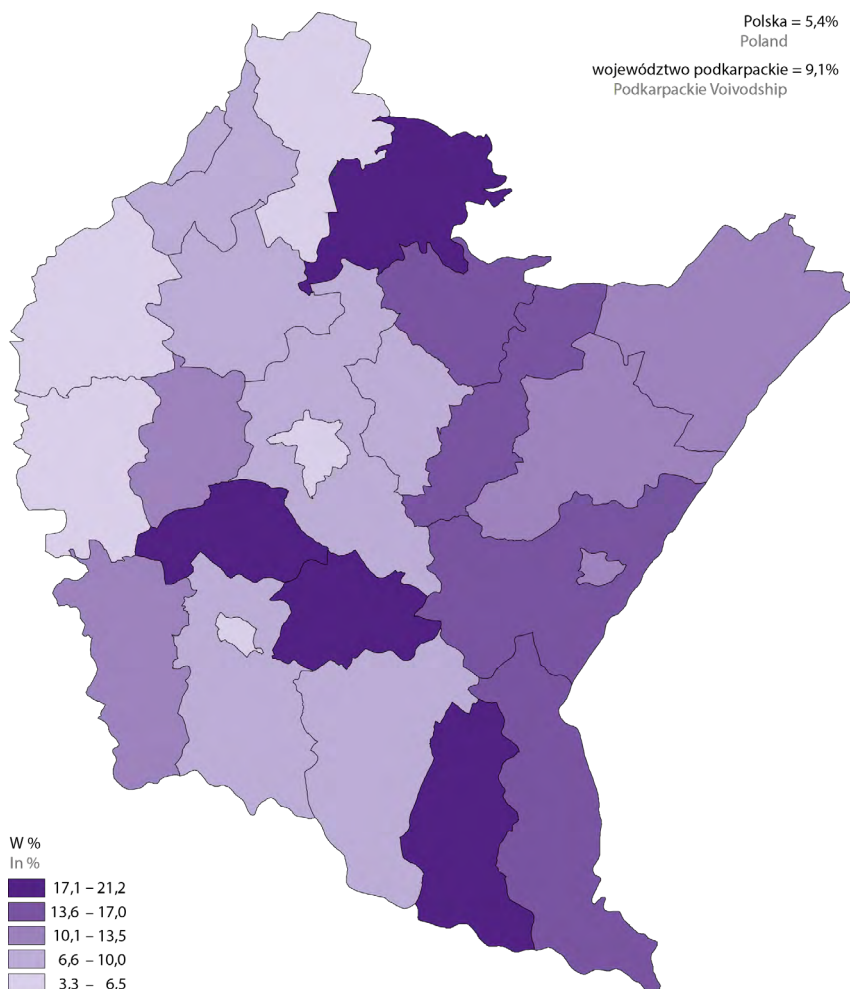 Polska = 5,4%
Poland
województwo podkarpackie = 9,1%
Podkarpackie Voivodship
W %
In %
17,1 – 21,2
13,6 – 17,0
10,1 – 13,5
6,6 – 10,0
3,3 – 6,5